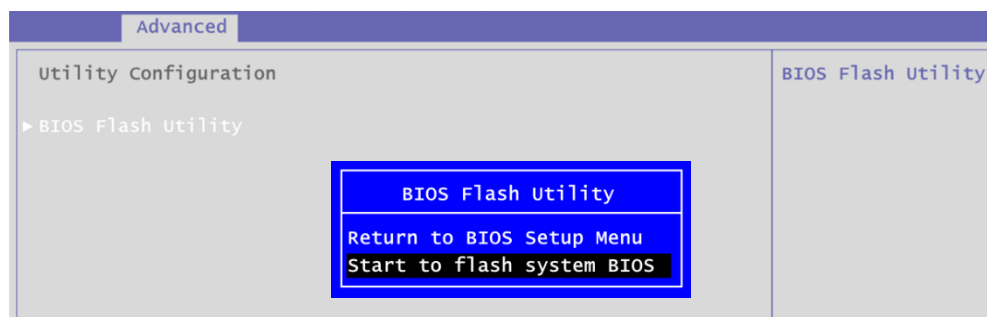 Advanced
Utility Configuration
BIOS Flash Utility
► BIOS Flash Utility
BIOS Flash Utility
Return to BIOS Setup Menu
Start to flash system BIOS